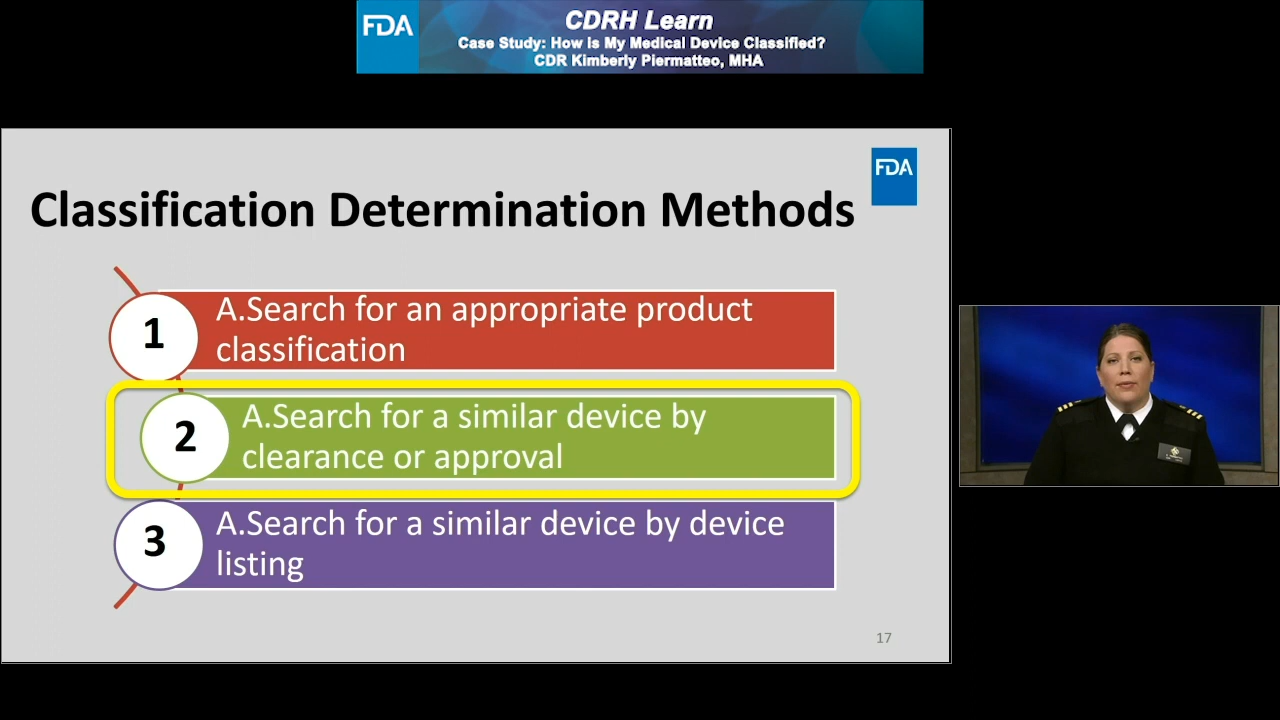 FDA
CDRH Learn
Case Study: How is My Medical Device Classified?
CDR Kimberly Piermatteo, MHA
FDA
Classification Determination Methods
1
A.Search for an appropriate product
classification
2
A.Search for a similar device by
clearance or approval
3
A.Search for a similar device by device
listing
17